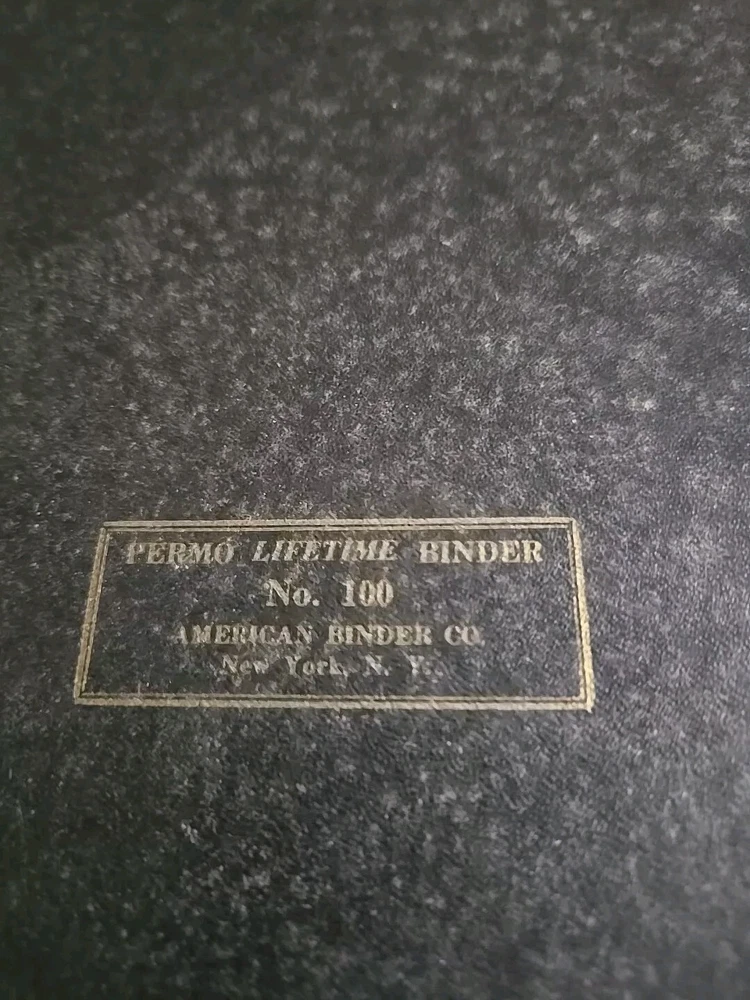 PERMO LIFETIME BINDER
No. 100
AMERICAN BINDER CO.
New York, N. Y.